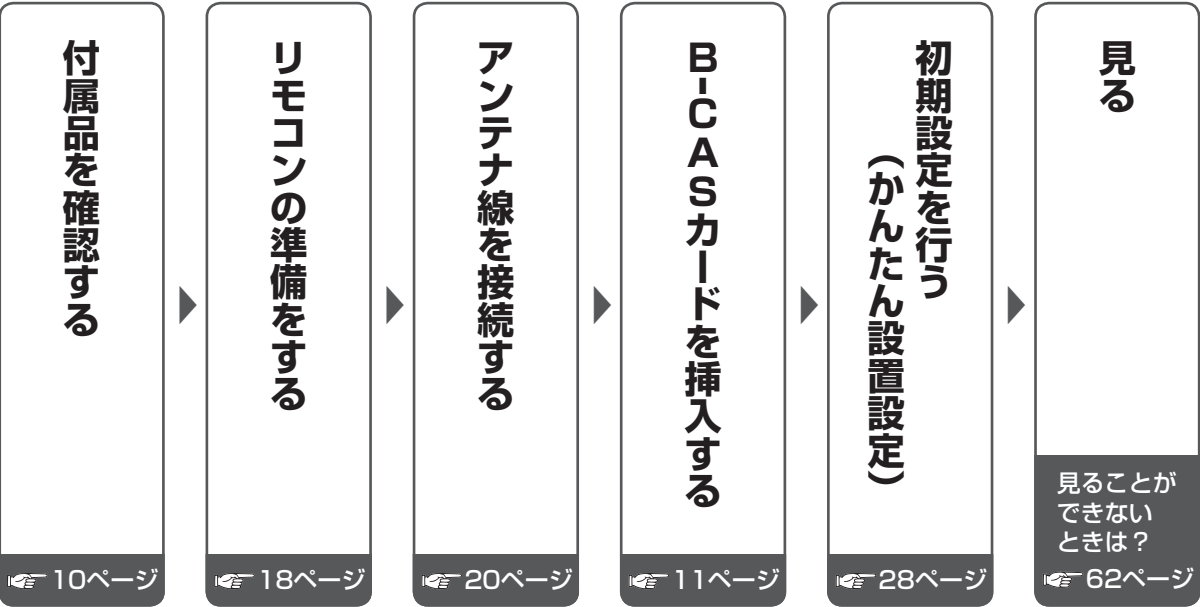 付属品を確認する
☞10ページ
リモコンの準備をする
☞18ページ
アンテナ線を接続する
☞20ページ
B-CASカードを挿入する
☞11ページ
初期設定を行う
（かんたん設置設定）
☞28ページ
見る
見ることが
できない
ときは？
☞62ページ